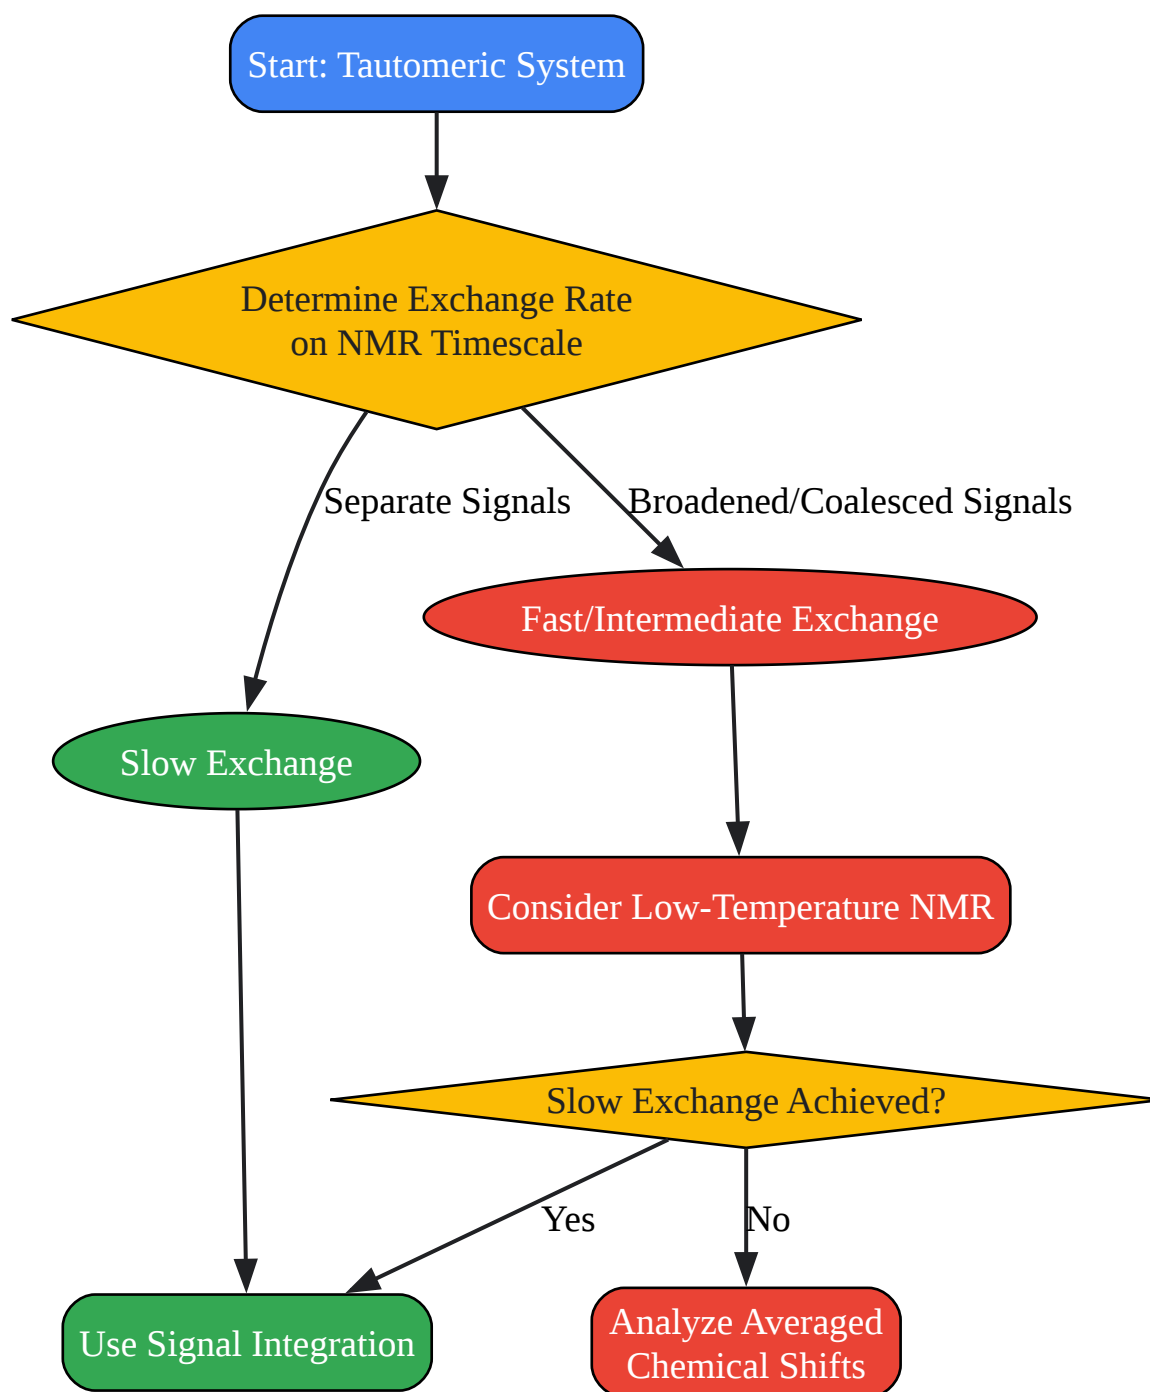 Start: Tautomeric System
Determine Exchange Rate
on NMR Timescale
Separate Signals
Broadened/Coalesced Signals
Fast/Intermediate Exchange
Slow Exchange
Consider Low-Temperature NMR
Slow Exchange Achieved?
Yes
No
Use Signal Integration
Analyze Averaged
Chemical Shifts